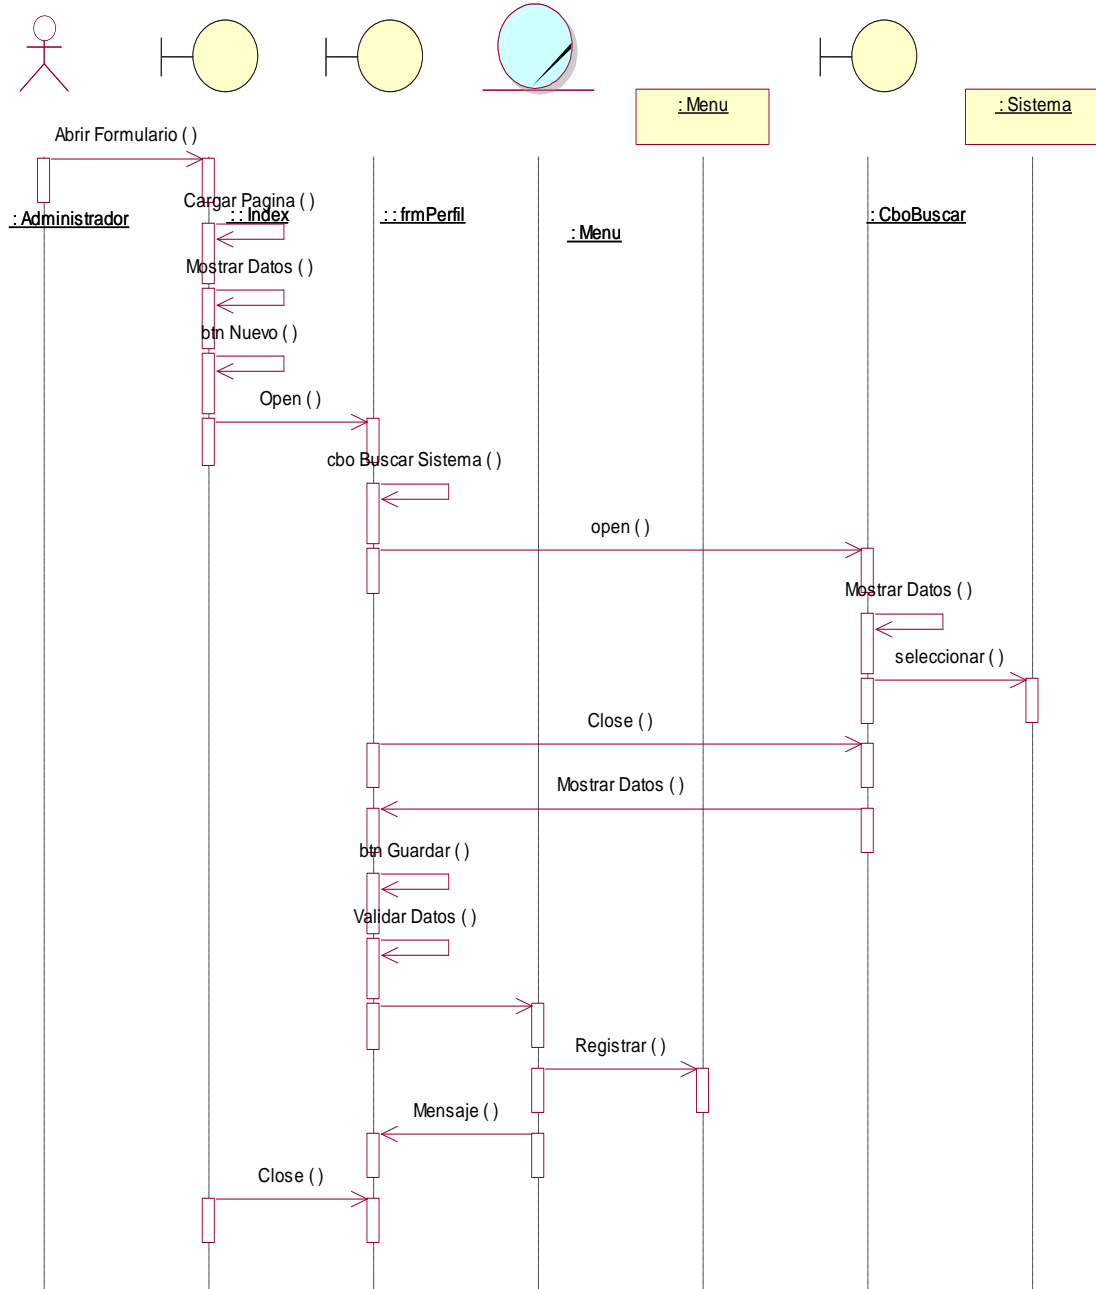 : Menu
: Sistema
Abrir Formulario ( )
Cargar Pagina ( )
: Administrador
: : Index
: : frmPerfil
: Menu
: CboBuscar
Mostrar Datos ( )
btn Nuevo ( )
Open ( )
cbo Buscar Sistema ( )
open ( )
Mostrar Datos ( )
seleccionar ( )
Close ( )
Mostrar Datos ( )
btn Guardar ( )
Validar Datos ( )
Registrar ( )
Mensaje ( )
Close ( )